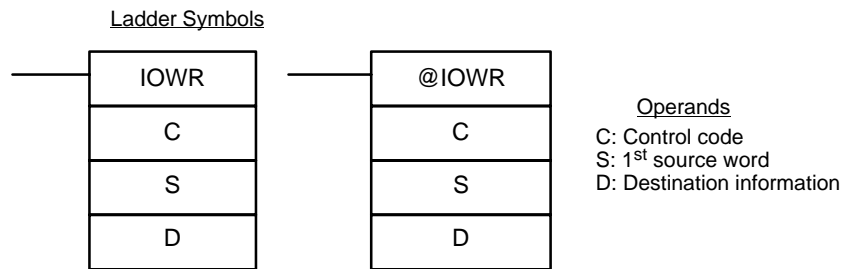 Ladder Symbols
IOWR
C
S
D
@IOWR
C
S
D
Operands
C: Control code
S: 1st source word
D: Destination information